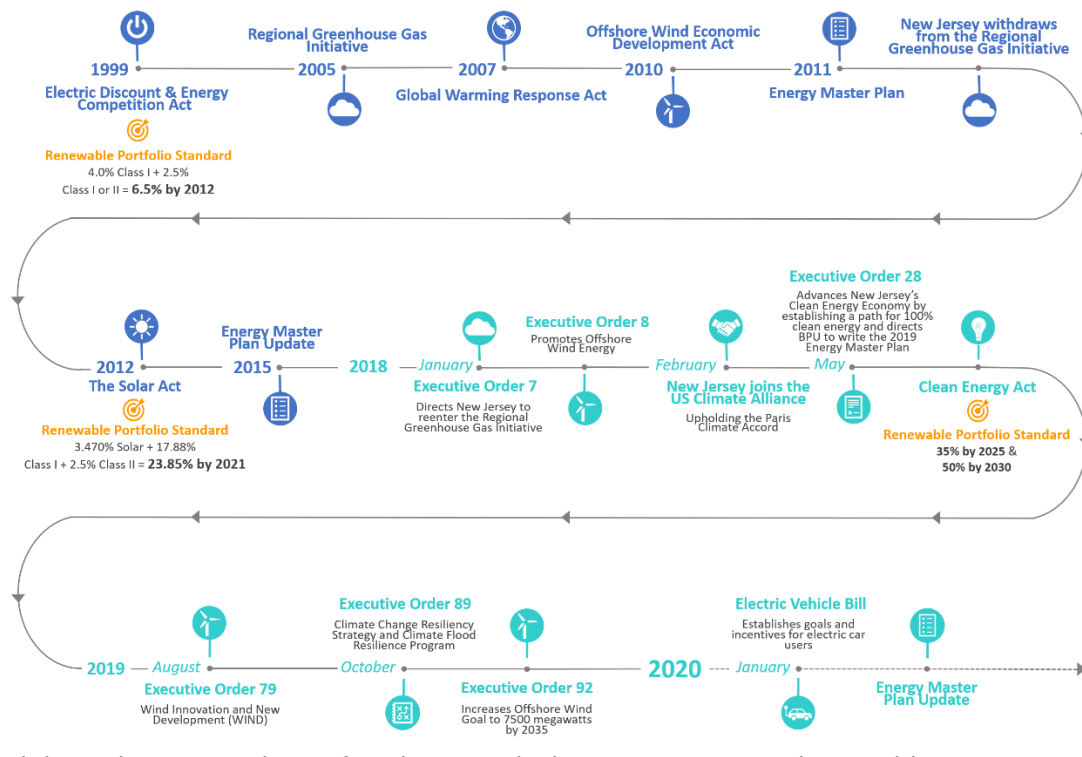 1999
Electric Discount & Energy
Competition Act
Renewable Portfolio Standard
4.0% Class I + 2.5%
Class I or II = 6.5% by 2012
Regional Greenhouse Gas
Initiative
2005
2007
Global Warming Response Act
Offshore Wind Economic
Development Act
2010
2011
Energy Master Plan
New Jersey withdraws
from the Regional
Greenhouse Gas Initiative
2012
The Solar Act
Renewable Portfolio Standard
3.470% Solar + 17.88%
Class I + 2.5% Class II = 23.85% by 2021
Energy Master
Plan Update
2015
2018
January
Executive Order 7
Directs New Jersey to
reenter the Regional
Greenhouse Gas Initiative
Executive Order 8
Promotes Offshore
Wind Energy
February
New Jersey joins the
US Climate Alliance
Upholding the Paris
Climate Accord
Executive Order 28
Advances New Jersey's
Clean Energy Economy by
establishing a path for 100%
clean energy and directs
BPU to write the 2019
Energy Master Plan
May
Clean Energy Act
Renewable Portfolio Standard
35% by 2025 &
50% by 2030
2019
August
Executive Order 79
Wind Innovation and New
Development (WIND)
Executive Order 89
Climate Change Resiliency
Strategy and Climate Flood
Resilience Program
October
Executive Order 92
Increases Offshore Wind
Goal to 7500 megawatts
by 2035
2020
Electric Vehicle Bill
Establishes goals and
incentives for electric car
users
January
Energy Master
Plan Update